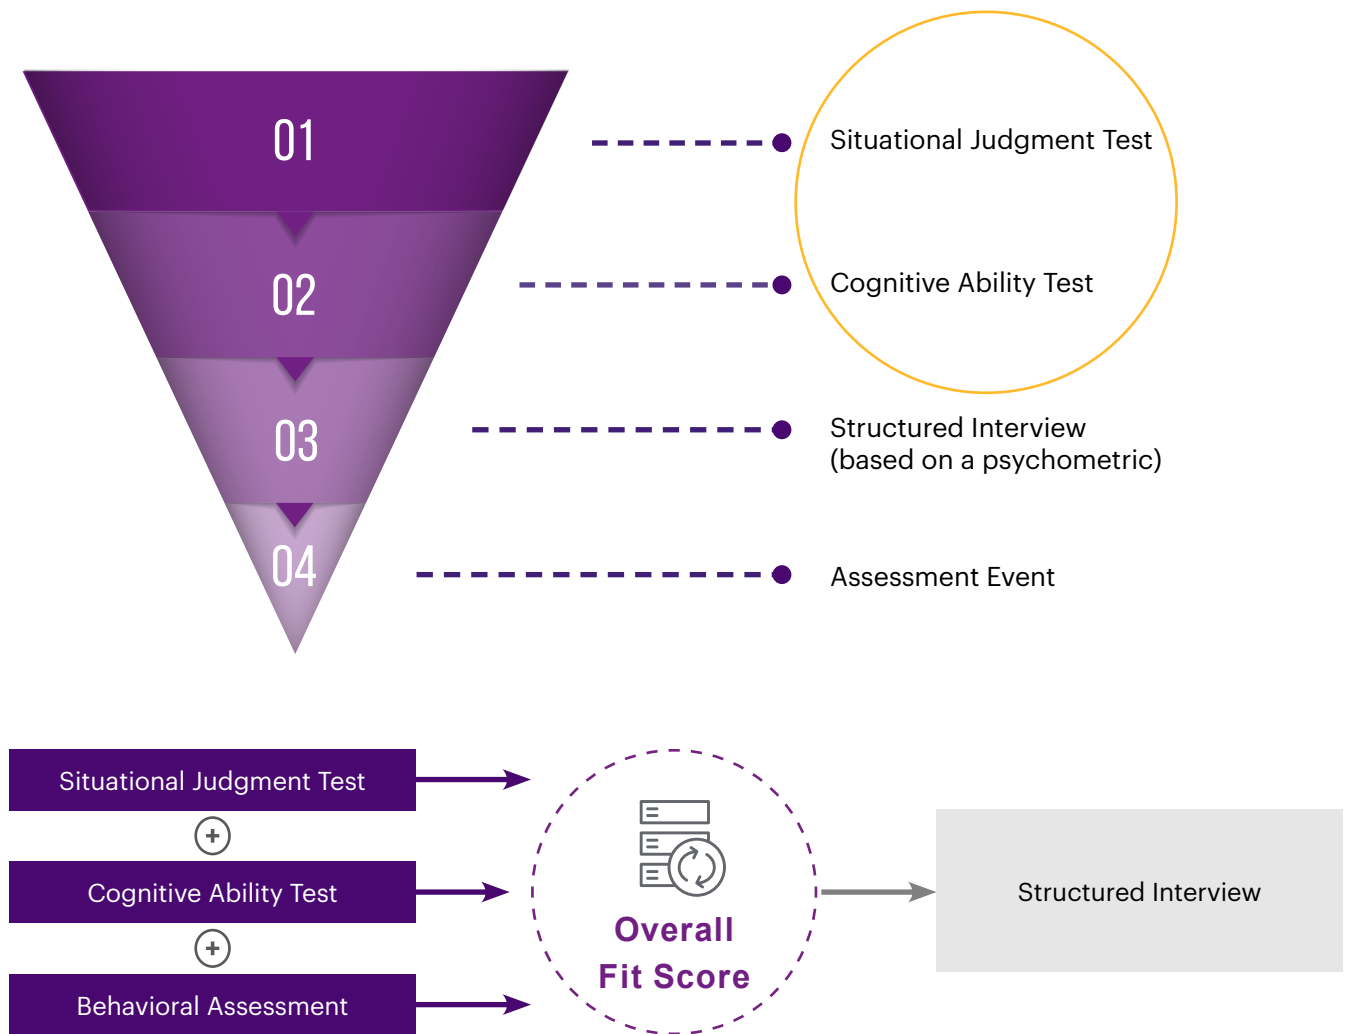 01
Situational Judgment Test
02
Cognitive Ability Test
03
Structured Interview
(based on a psychometric)
04
Assessment Event
Situational Judgment Test
+
Cognitive Ability Test
+
Behavioral Assessment
Overall
Fit Score
Structured Interview